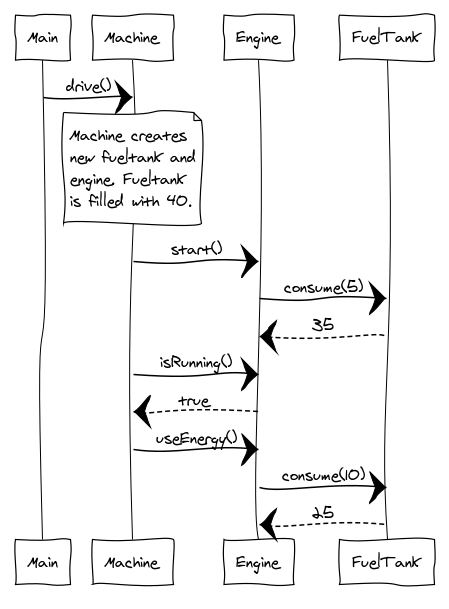 Main Machine Engine FuelTank
drive()
Machine creates
new fueltank and
engine. Fueltank
is filled with 40.
start()
consume(5)
35
isRunning()
true
useEnergy()
consume(10)
25
Main Machine Engine FuelTank